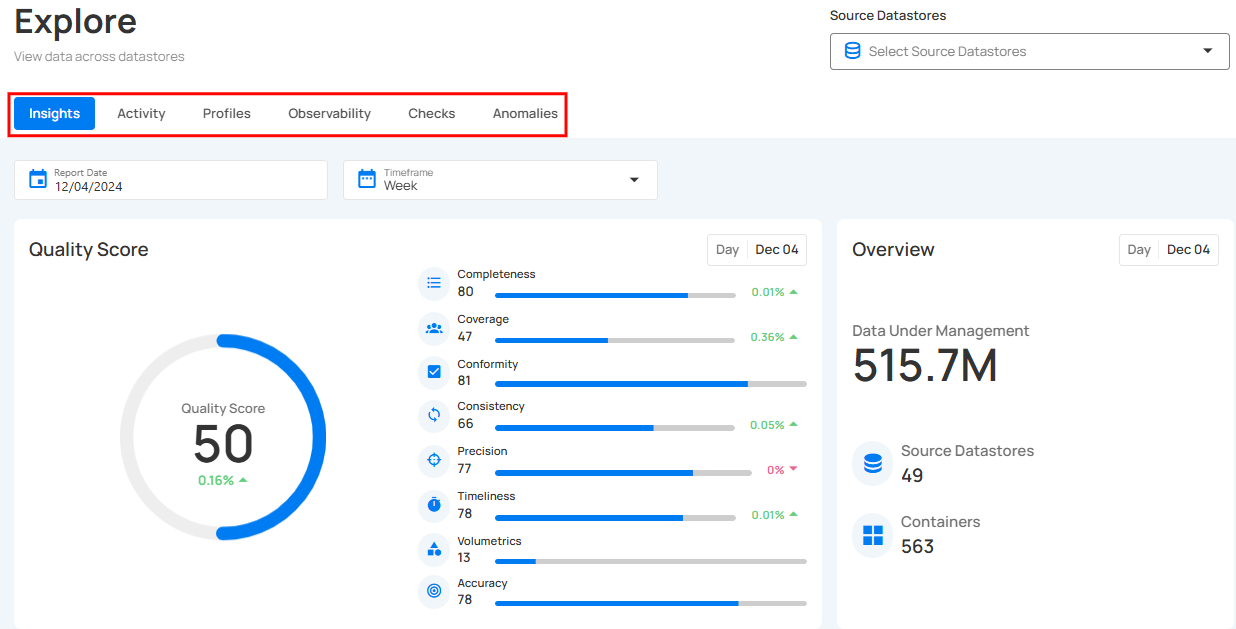 Explore
View data across datastores
Source Datastores
Select Source Datastores
Insights Activity Profiles Observability Checks Anomalies
Report Date
12/04/2024
Timeframe
Week
Quality Score
Day Dec 04
Quality Score
50
0.16%
Completeness
80 0.01%
Coverage
47 0.36%
Conformity
81
Consistency
66 0.05%
Precision
77 0%
Timeliness
78 0.01%
Volumetrics
13
Accuracy
78
Overview
Day Dec 04
Data Under Management
515.7M
Source Datastores
49
Containers
563